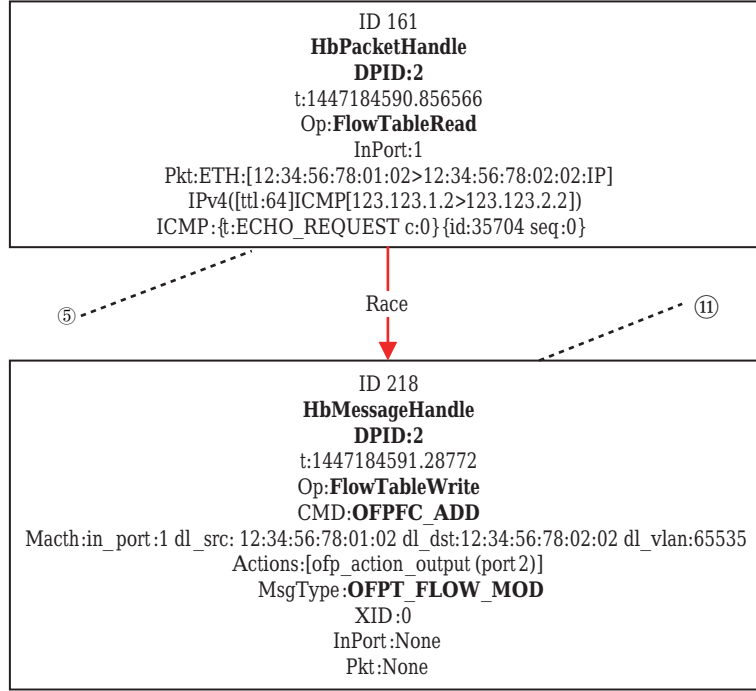 ID 161
HbPacketHandle
DPID:2
t:1447184590.856566
Op:FlowTableRead
InPort:1
Pkt:ETH:[12:34:56:78:01:02>12:34:56:78:02:02:IP]
IPv4([ttl:64]ICMP[123.123.1.2>123.123.2.2])
ICMP:{t:ECHO_REQUEST c:0}{id:35704 seq:0}
⑤
Race
⑪
ID 218
HbMessageHandle
DPID:2
t:1447184591.28772
Op:FlowTableWrite
CMD:OFPFC_ADD
Macth:in_port:1 dl_src: 12:34:56:78:01:02 dl_dst:12:34:56:78:02:02 dl_vlan:65535
Actions:[ofp_action_output (port 2)]
MsgType:OFPT_FLOW_MOD
XID:0
InPort:None
Pkt:None